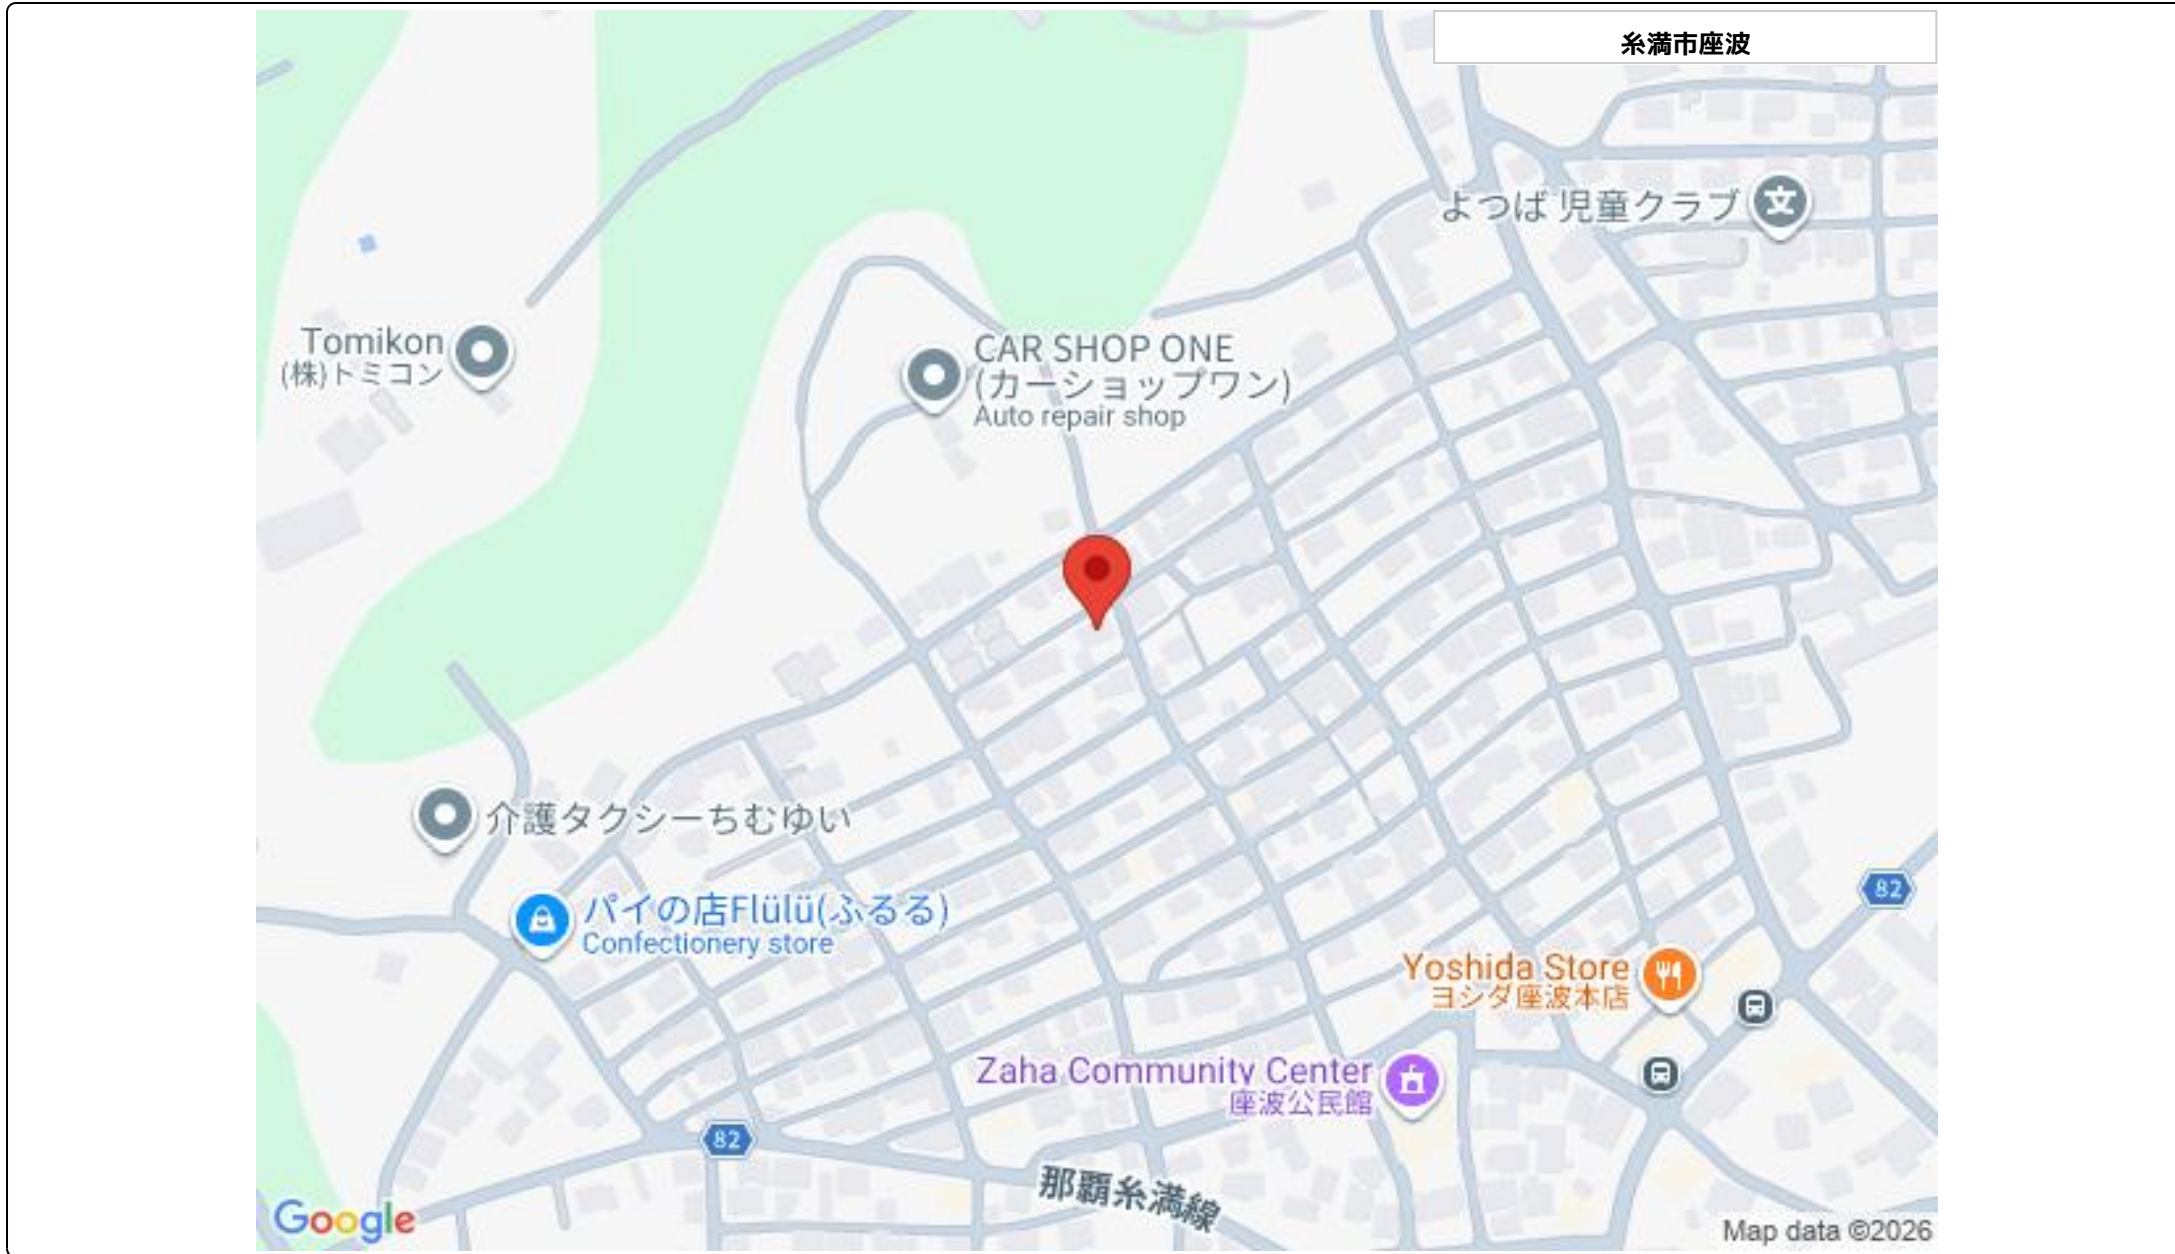 糸満市座波
よつば 児童クラブ
Tomikon
(株)トミコン
CAR SHOP ONE
(カーショップワン)
Auto repair shop
介護タクシーちむゆい
82
パイの店Flülü(ふるる)
Confectionery store
Yoshida Store
ヨシダ座波本店
Zaha Community Center
座波公民館
82
那覇糸満線
Google
Map data ©2026